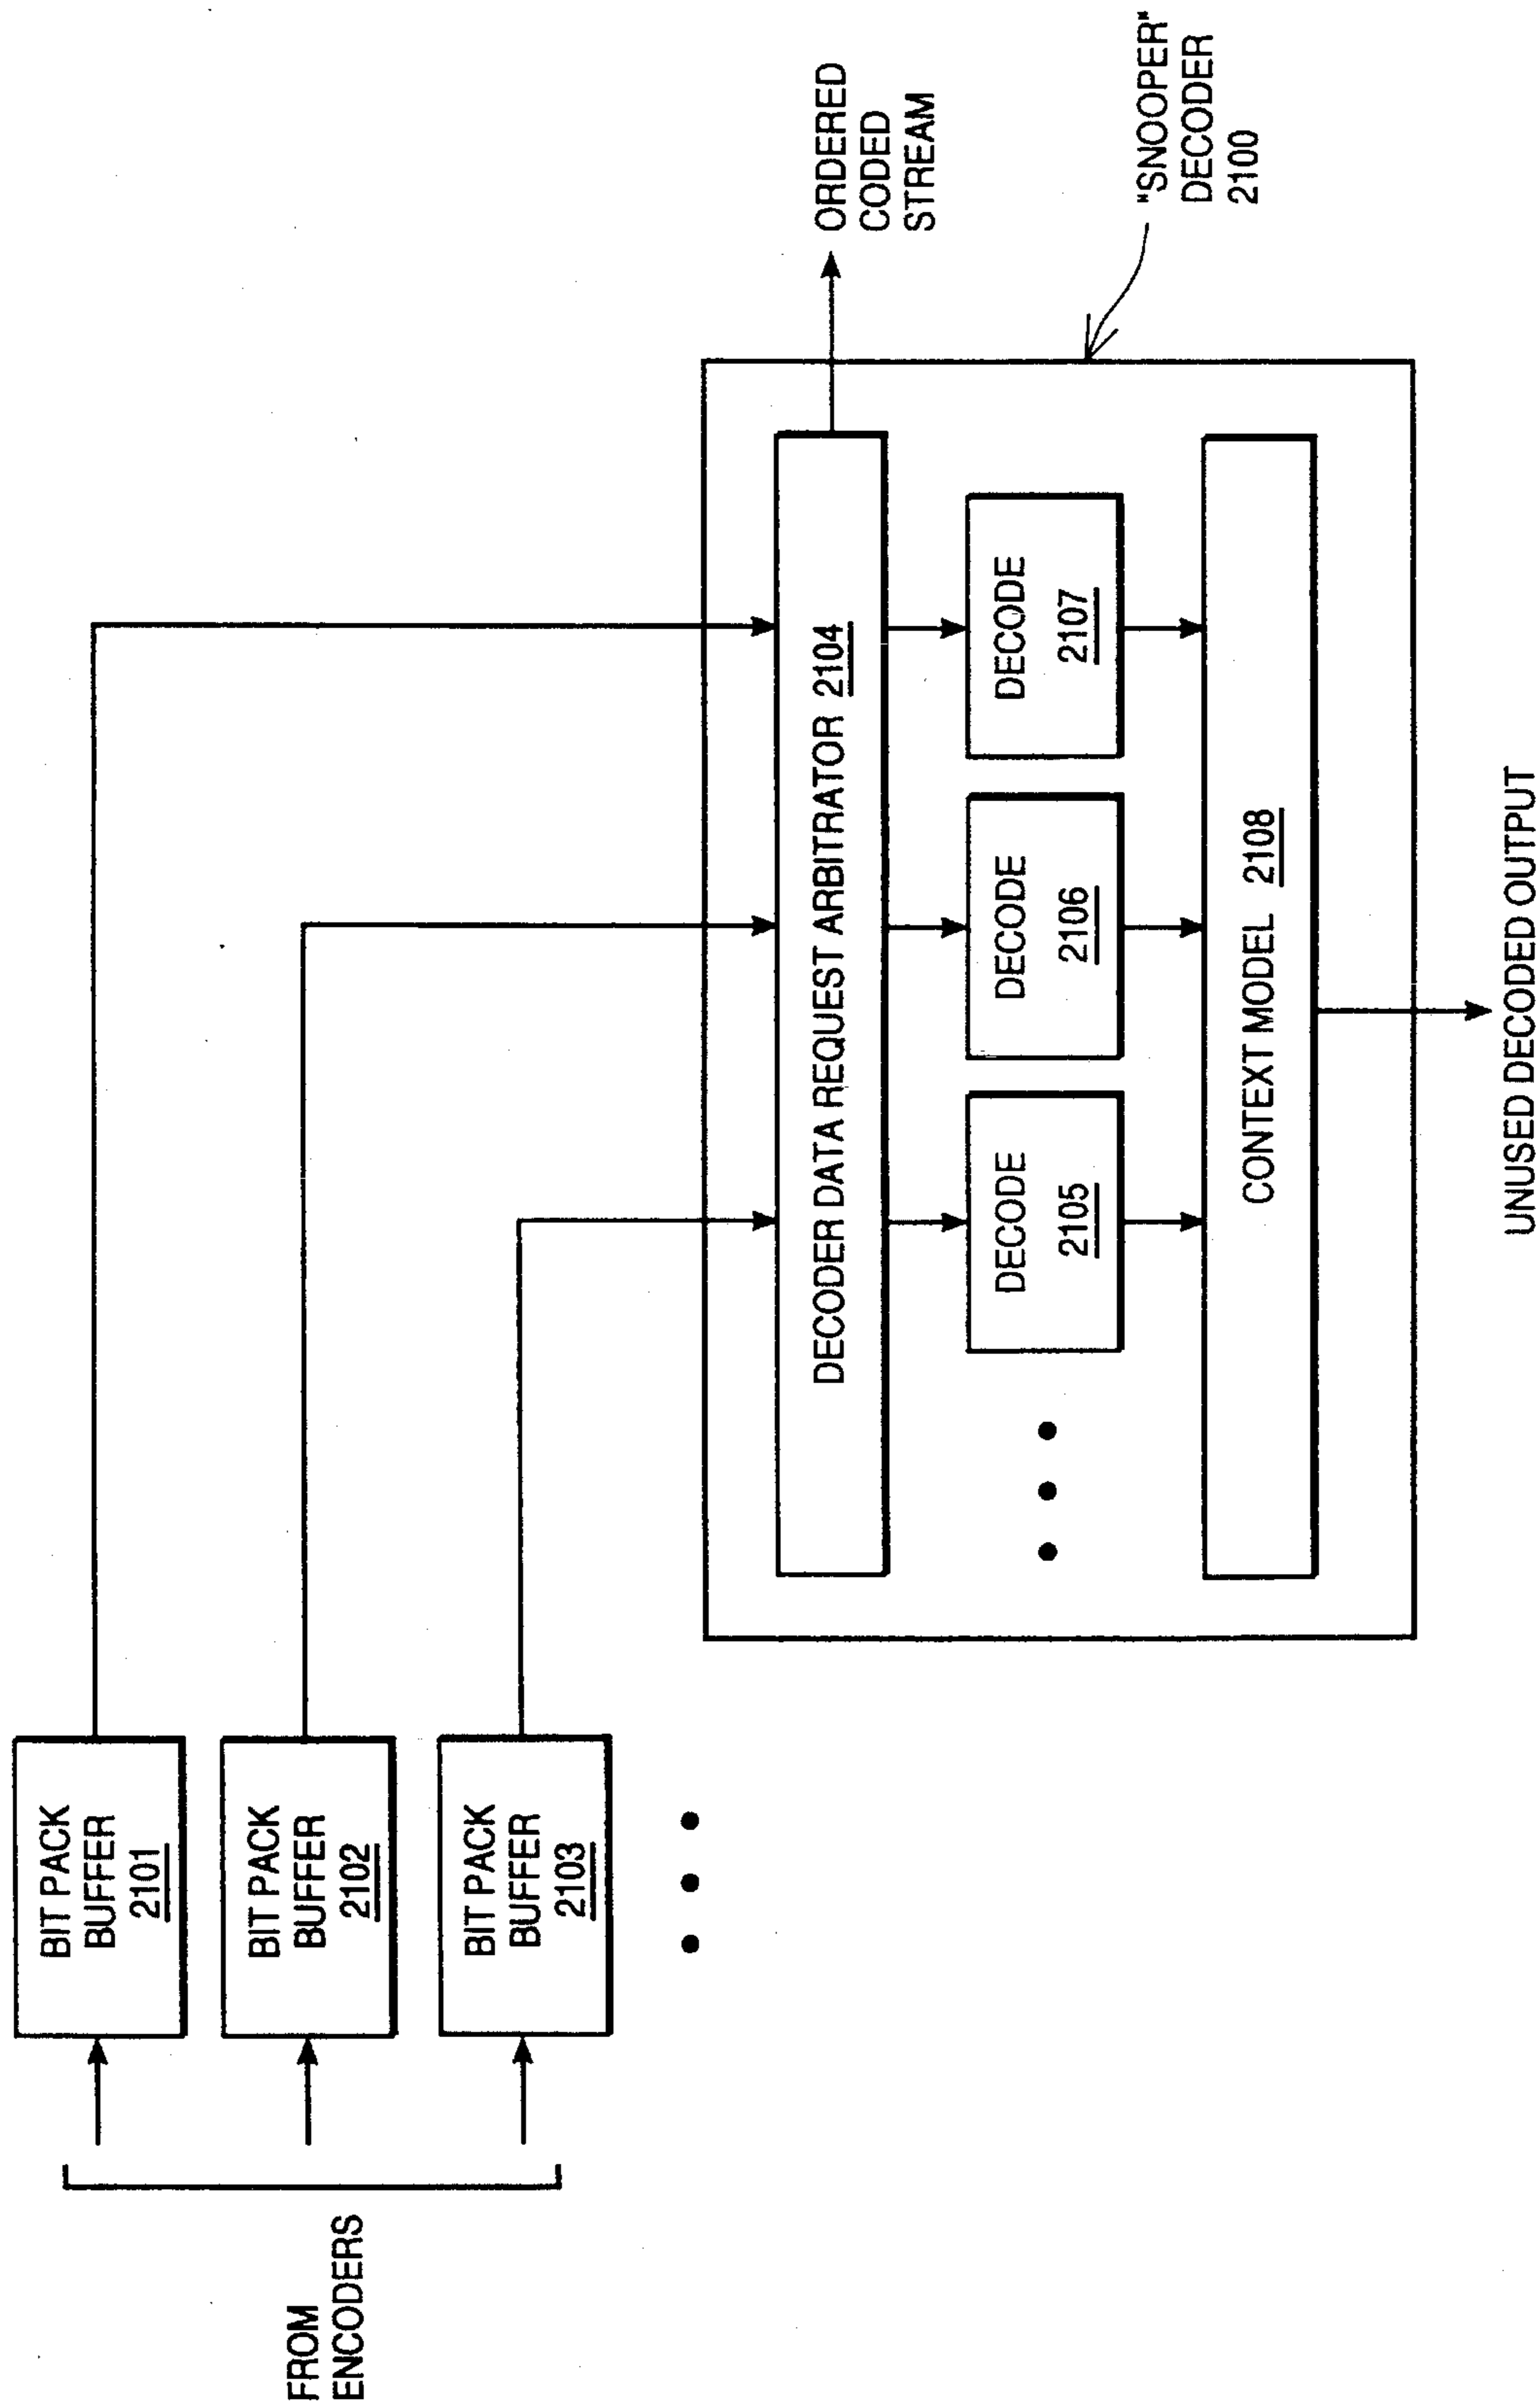 FROM
ENCODERS
BIT PACK
BUFFER
2101
BIT PACK
BUFFER
2102
BIT PACK
BUFFER
2103
ORDERED
CODED
STREAM
"SNOOPER"
DECODER
2100
DECODER DATA REQUEST ARBITRATOR 2104
DECODE
2105
DECODE
2106
DECODE
2107
CONTEXT MODEL 2108
UNUSED DECODED OUTPUT